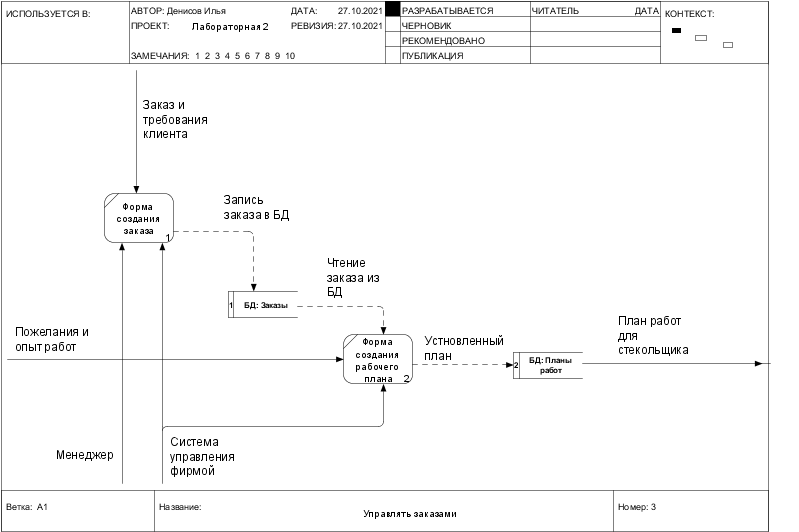 ИСПОЛЬЗУЕТСЯ В:
АВТОР: Денисов Илья
ДАТА: 27.10.2021
РАЗРАБАТЫВАЕТСЯ
ЧИТАТЕЛЬ
ДАТА
КОНТЕКСТ:
ПРОЕКТ: Лабораторная 2
РЕВИЗИЯ: 27.10.2021
ЧЕРНОВИК
РЕКОМЕНДОВАНО
ЗАМЕЧАНИЯ: 1 2 3 4 5 6 7 8 9 10
ПУБЛИКАЦИЯ
Заказ и
требования
клиента
Форма
создания
заказа
1
Запись
заказа в БД
Чтение
заказа из
БД
1
БД: Заказы
Пожелания и
опыт работ
Форма
создания
рабочего
плана
2
Устновленный
план
2
БД: Планы
работ
План работ
для
стекольщика
Менеджер
Система
управления
фирмой
Ветка: A1
Название:
Управлять заказами
Номер: 3